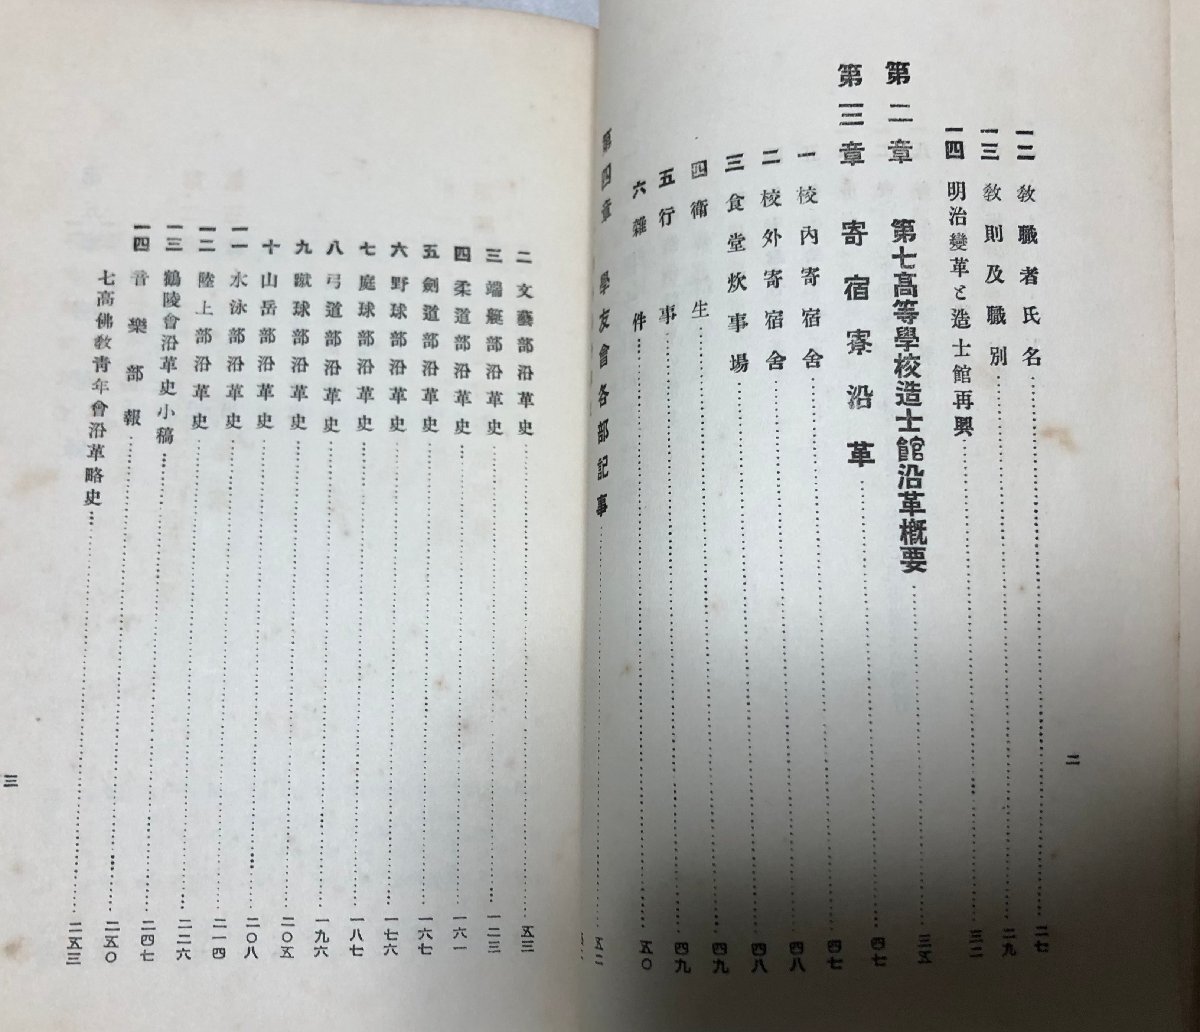 一二 敎職者氏名……二七
一三 敎則及職別……二九
一四 明治變革と造士館再興……三二
第二章 第七高等學校造士館沿革概要……三五
第三章 寄宿寮沿革……四七
一 校內寄宿舍……四七
二 校外寄宿舍……四八
三 食堂炊事場……四八
四 衞生……四九
五 行事……四九
六 雜件……五〇
第四章 學友會各部記事……五二
二
二 文藝部沿革史……五三
三 端艇部沿革史……一二三
四 柔道部沿革史……一六一
五 劍道部沿革史……一六七
六 野球部沿革史……一七六
七 庭球部沿革史……一八七
八 弓道部沿革史……一九六
九 蹴球部沿革史……二〇五
十 山岳部沿革史……二〇八
一一 水泳部沿革史……二一四
一二 陸上部沿革史……二二六
一三 鶴陵會沿革史小稿……二四七
一四 音樂部報……二五〇
七高佛敎靑年會沿革略史……二五三
三